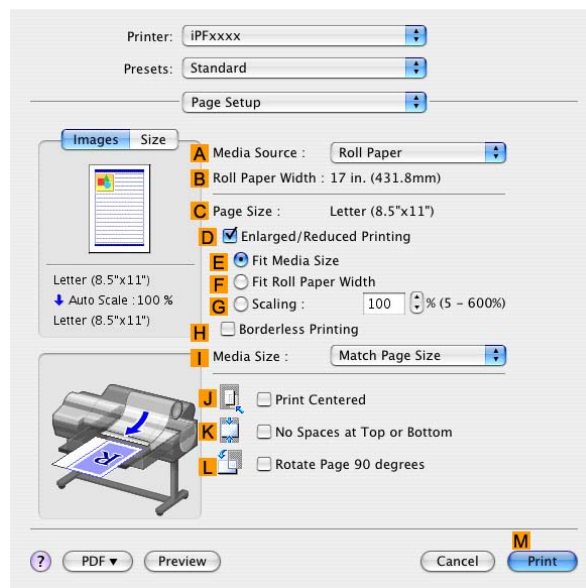 Printer: iPFxxxx
Presets: Standard
Page Setup
Images Size
A Media Source : Roll Paper
B Roll Paper Width : 17 in. (431.8mm)
C Page Size : Letter (8.5"x11")
D Enlarged/Reduced Printing
E Fit Media Size
F Fit Roll Paper Width
G Scaling : 100 % (5 - 600%)
Letter (8.5"x11")
Auto Scale :100 %
Letter (8.5"x11")
H Borderless Printing
I Media Size : Match Page Size
J Print Centered
K No Spaces at Top or Bottom
L Rotate Page 90 degrees
R
M
? PDF▼ Preview Cancel Print